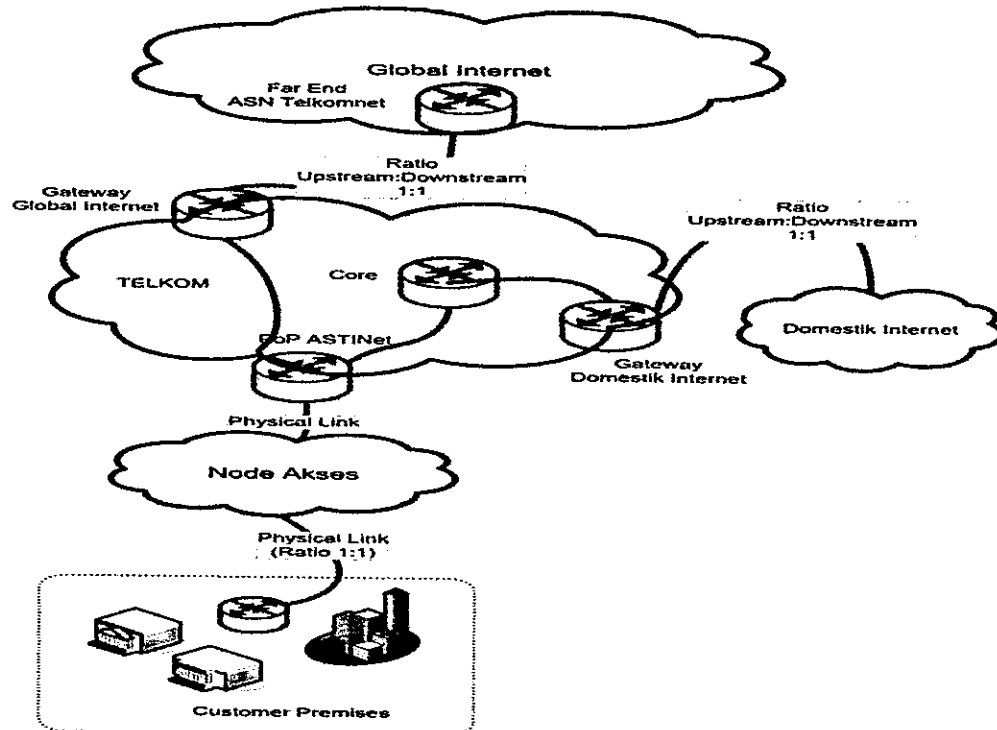 Global Internet
Far End
ASN Telkomnet
Ratio
Upstream:Downstream
1:1
Gateway
Global Internet
Ratio
Upstream:Downstream
1:1
TELKOM
Core
PoP ASTINet
Domestik Internet
Gateway
Domestik Internet
Physical Link
Node Akses
Physical Link
(Ratio 1:1)
Customer Premises